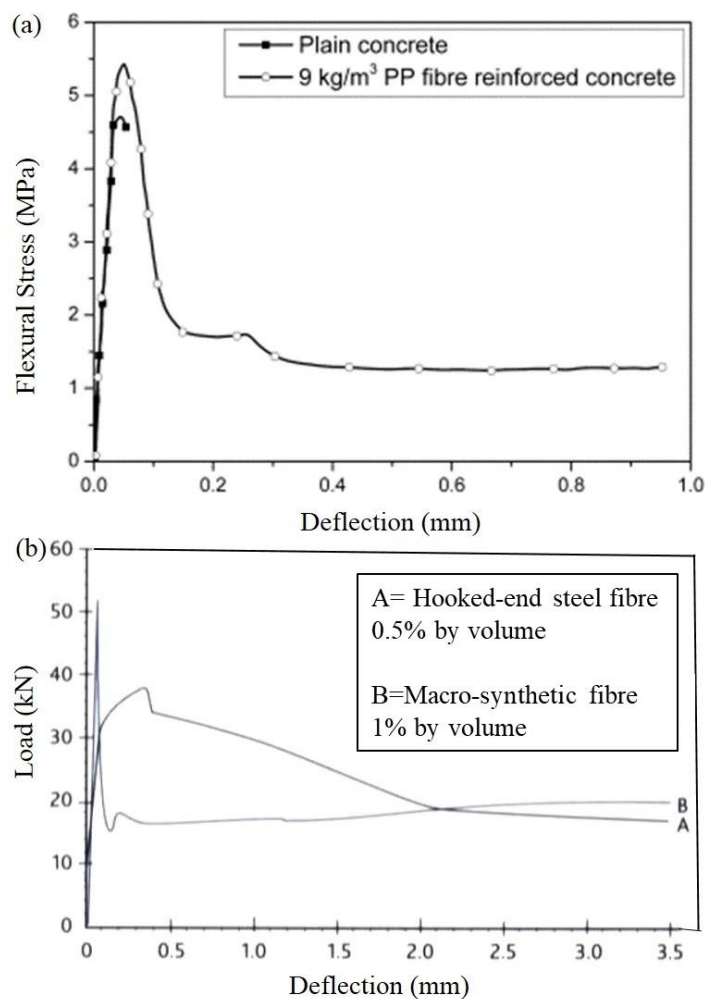 (a)
6
5
4
3
2
1
0
Flexural Stress (MPa)
Plain concrete
9 kg/m³ PP fibre reinforced concrete
0.0 0.2 0.4 0.6 0.8 1.0
Deflection (mm)
(b)
60
50
40
30
20
10
0
Load (kN)
A= Hooked-end steel fibre
0.5% by volume
B=Macro-synthetic fibre
1% by volume
B
A
0 0.5 1.0 1.5 2.0 2.5 3.0 3.5
Deflection (mm)